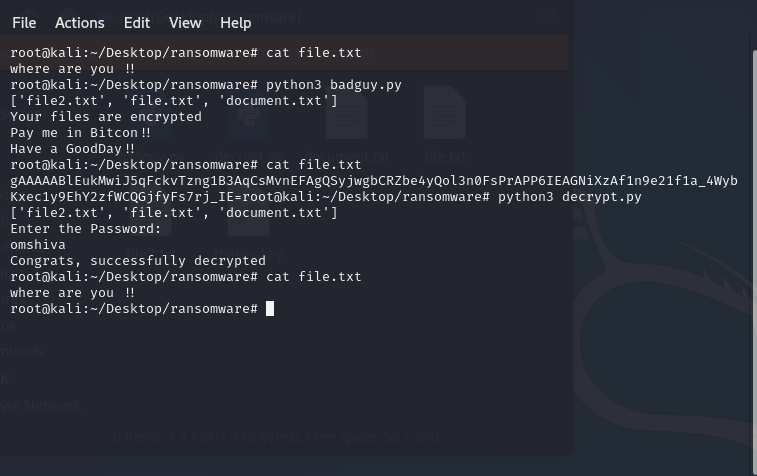 File Actions Edit View Help
root@kali:~/Desktop/ransomware# cat file.txt
where are you !!
root@kali:~/Desktop/ransomware# python3 badguy.py
['file2.txt', 'file.txt', 'document.txt']
Your files are encrypted
Pay me in Bitcon!!
Have a GoodDay!!
root@kali:~/Desktop/ransomware# cat file.txt
gAAAAABlEukMwiJ5qFckvTzng1B3AqCsMvnEFAgQSyjwgbCRZbe4yQol3n0FsPrAPP6IEAGNiXzAf1n9e21f1a_4Wyb
Kxec1y9EhY2zfWCQGjfyFs7rj_IE=root@kali:~/Desktop/ransomware# python3 decrypt.py
['file2.txt', 'file.txt', 'document.txt']
Enter the Password:
omshiva
Congrats, successfully decrypted
root@kali:~/Desktop/ransomware# cat file.txt
where are you !!
root@kali:~/Desktop/ransomware#